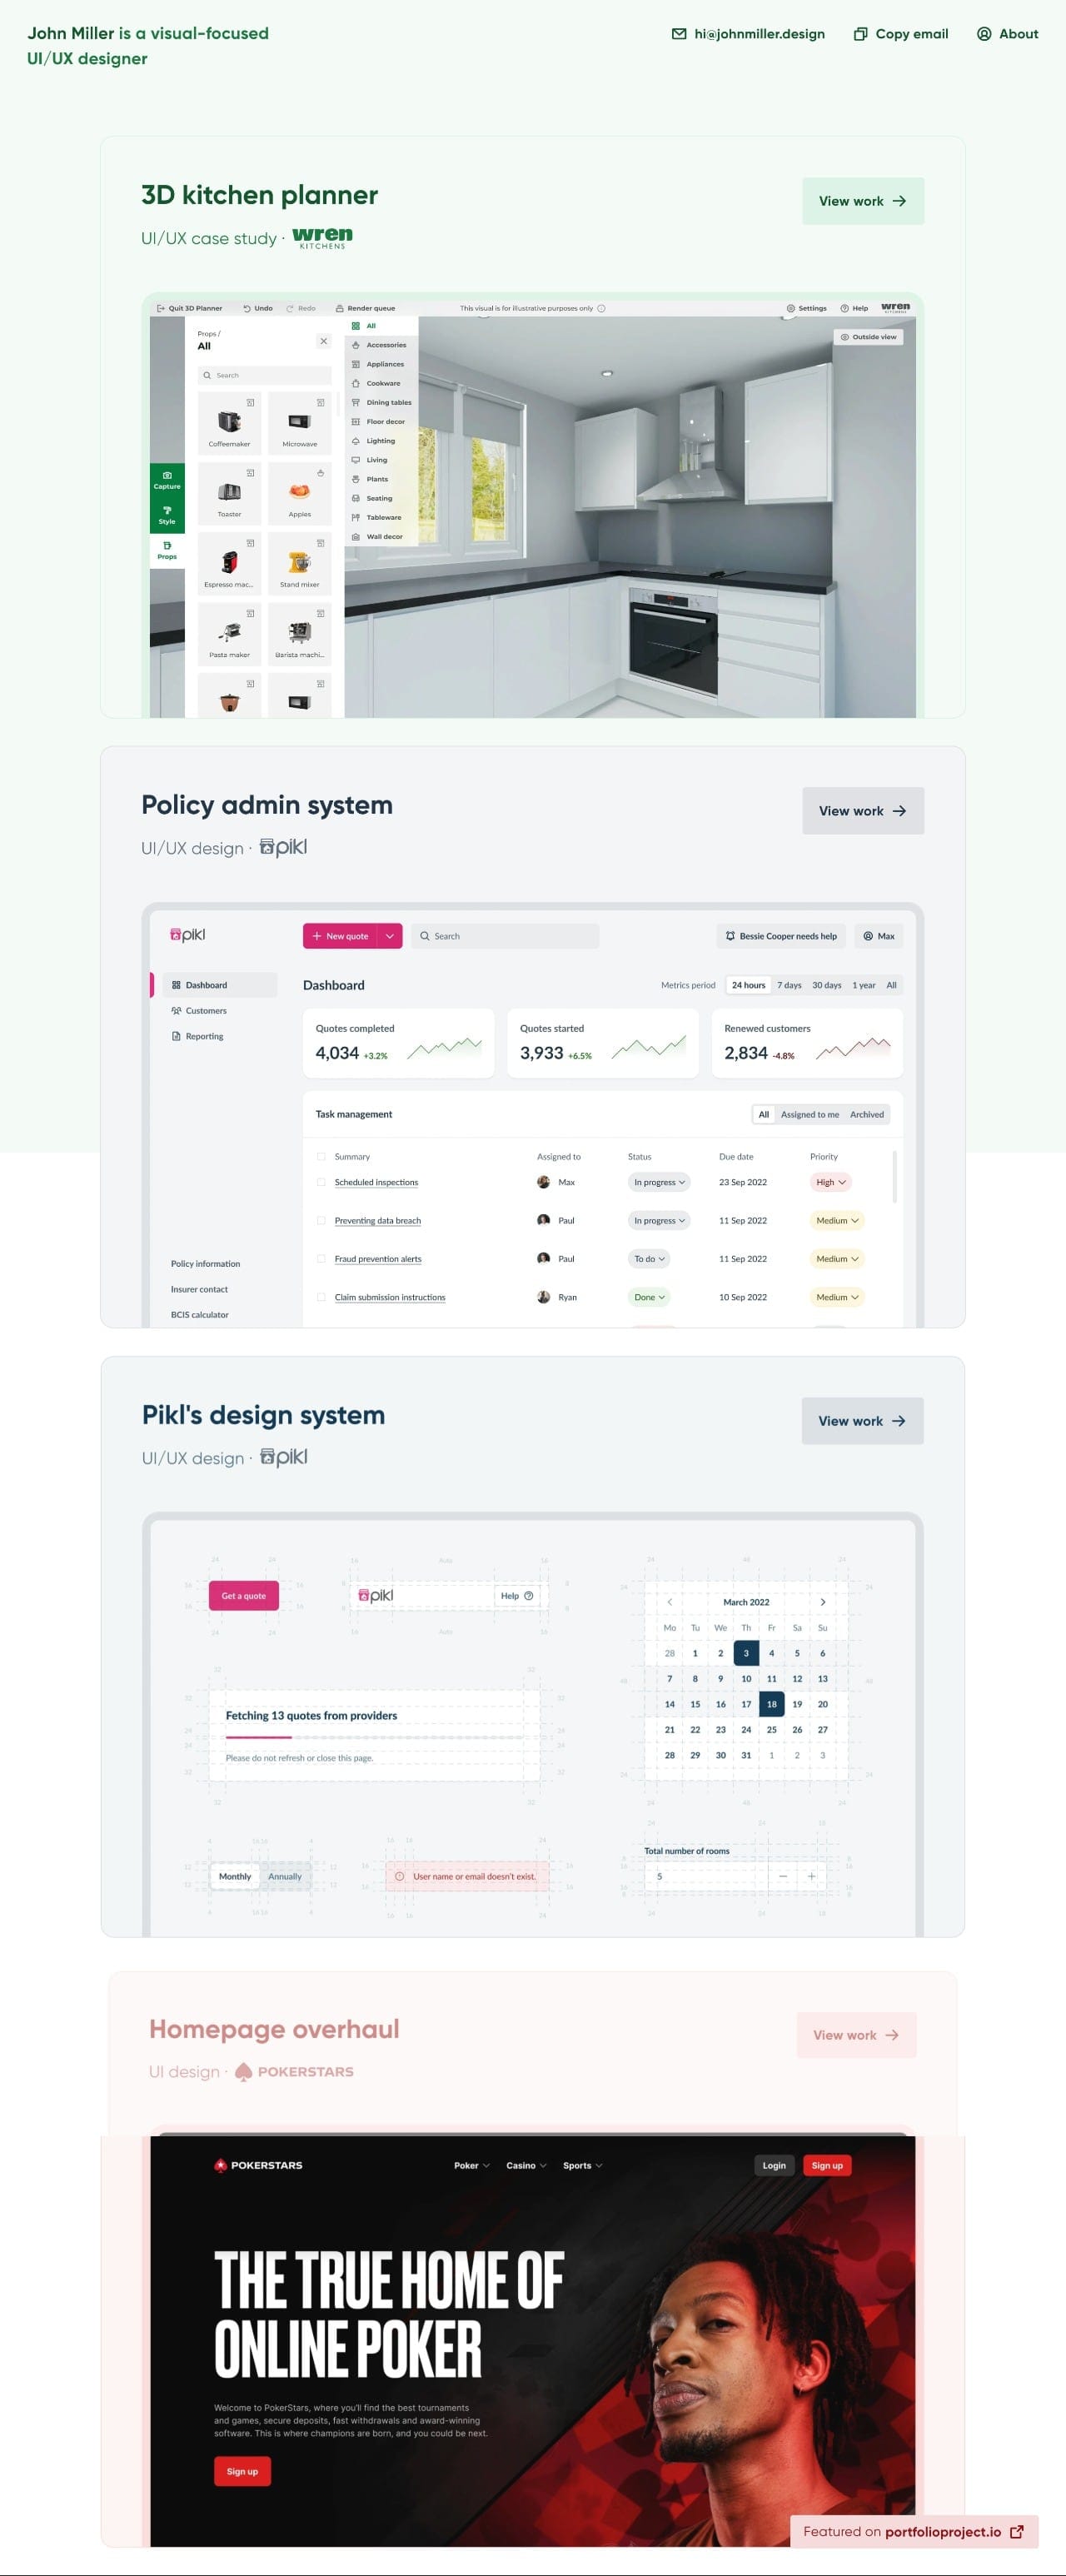 John Miller is a visual-focused
UI/UX designer
hi@johnmiller.design
Copy email
About
3D kitchen planner
View work
UI/UX case study ·
wren
KITCHENS
Quit 3D Planner
Undo
Redo
Render queue
This visual is for illustrative purposes only
Settings
Help
wren
KITCHENS
Outside view
Props /
All
Search
Coffeemaker
Microwave
Toaster
Apples
Espresso mac...
Stand mixer
Pasta maker
Barista machi...
All
Accessories
Appliances
Cookware
Dining tables
Floor decor
Lighting
Living
Plants
Seating
Tableware
Wall decor
Capture
Style
Props
Policy admin system
View work
UI/UX design ·
pikl
pikl
New quote
Search
Bessie Cooper needs help
Max
Dashboard
Customers
Reporting
Policy information
Insurer contact
BCIS calculator
Dashboard
Metrics period
24 hours
7 days
30 days
1 year
All
Quotes completed
4,034 +3.2%
Quotes started
3,933 +6.5%
Renewed customers
2,834 -4.8%
Task management
All
Assigned to me
Archived
Summary
Assigned to
Status
Due date
Priority
Scheduled inspections
Max
In progress
23 Sep 2022
High
Preventing data breach
Paul
In progress
11 Sep 2022
Medium
Fraud prevention alerts
Paul
To do
11 Sep 2022
Medium
Claim submission instructions
Ryan
Done
10 Sep 2022
Medium
Pikl's design system
View work
UI/UX design ·
pikl
Get a quote
pikl
Help
Fetching 13 quotes from providers
Please do not refresh or close this page.
Monthly
Annually
User name or email doesn't exist.
March 2022
Mo Tu We Th Fr Sa Su
28 1 2 3 4 5 6
7 8 9 10 11 12 13
14 15 16 17 18 19 20
21 22 23 24 25 26 27
28 29 30 31 1 2 3
Total number of rooms
5
Homepage overhaul
View work
UI design ·
POKERSTARS
POKERSTARS
Poker
Casino
Sports
Login
Sign up
THE TRUE HOME OF
ONLINE POKER
Welcome to PokerStars, where you'll find the best tournaments
and games, secure deposits, fast withdrawals and award-winning
software. This is where champions are born, and you could be next.
Sign up
Featured on portfolioproject.io